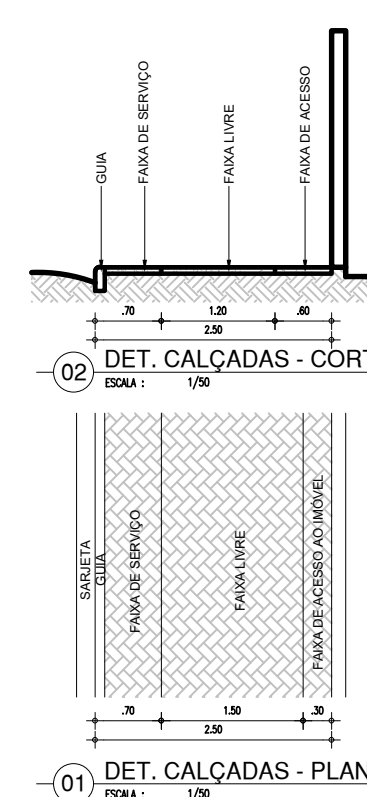 GUIA
FAIXA DE SERVIÇO
FAIXA LIVRE
FAIXA DE ACESSO
.70
1.20
.60
2.50
02
DET. CALÇADAS - CORT
ESCALA : 1/50
SARJETA
GUIA
FAIXA DE SERVIÇO
FAIXA LIVRE
FAIXA DE ACESSO AO IMÓVEL
.70
1.50
.30
2.50
01
DET. CALÇADAS - PLAN
ESCALA : 1/50